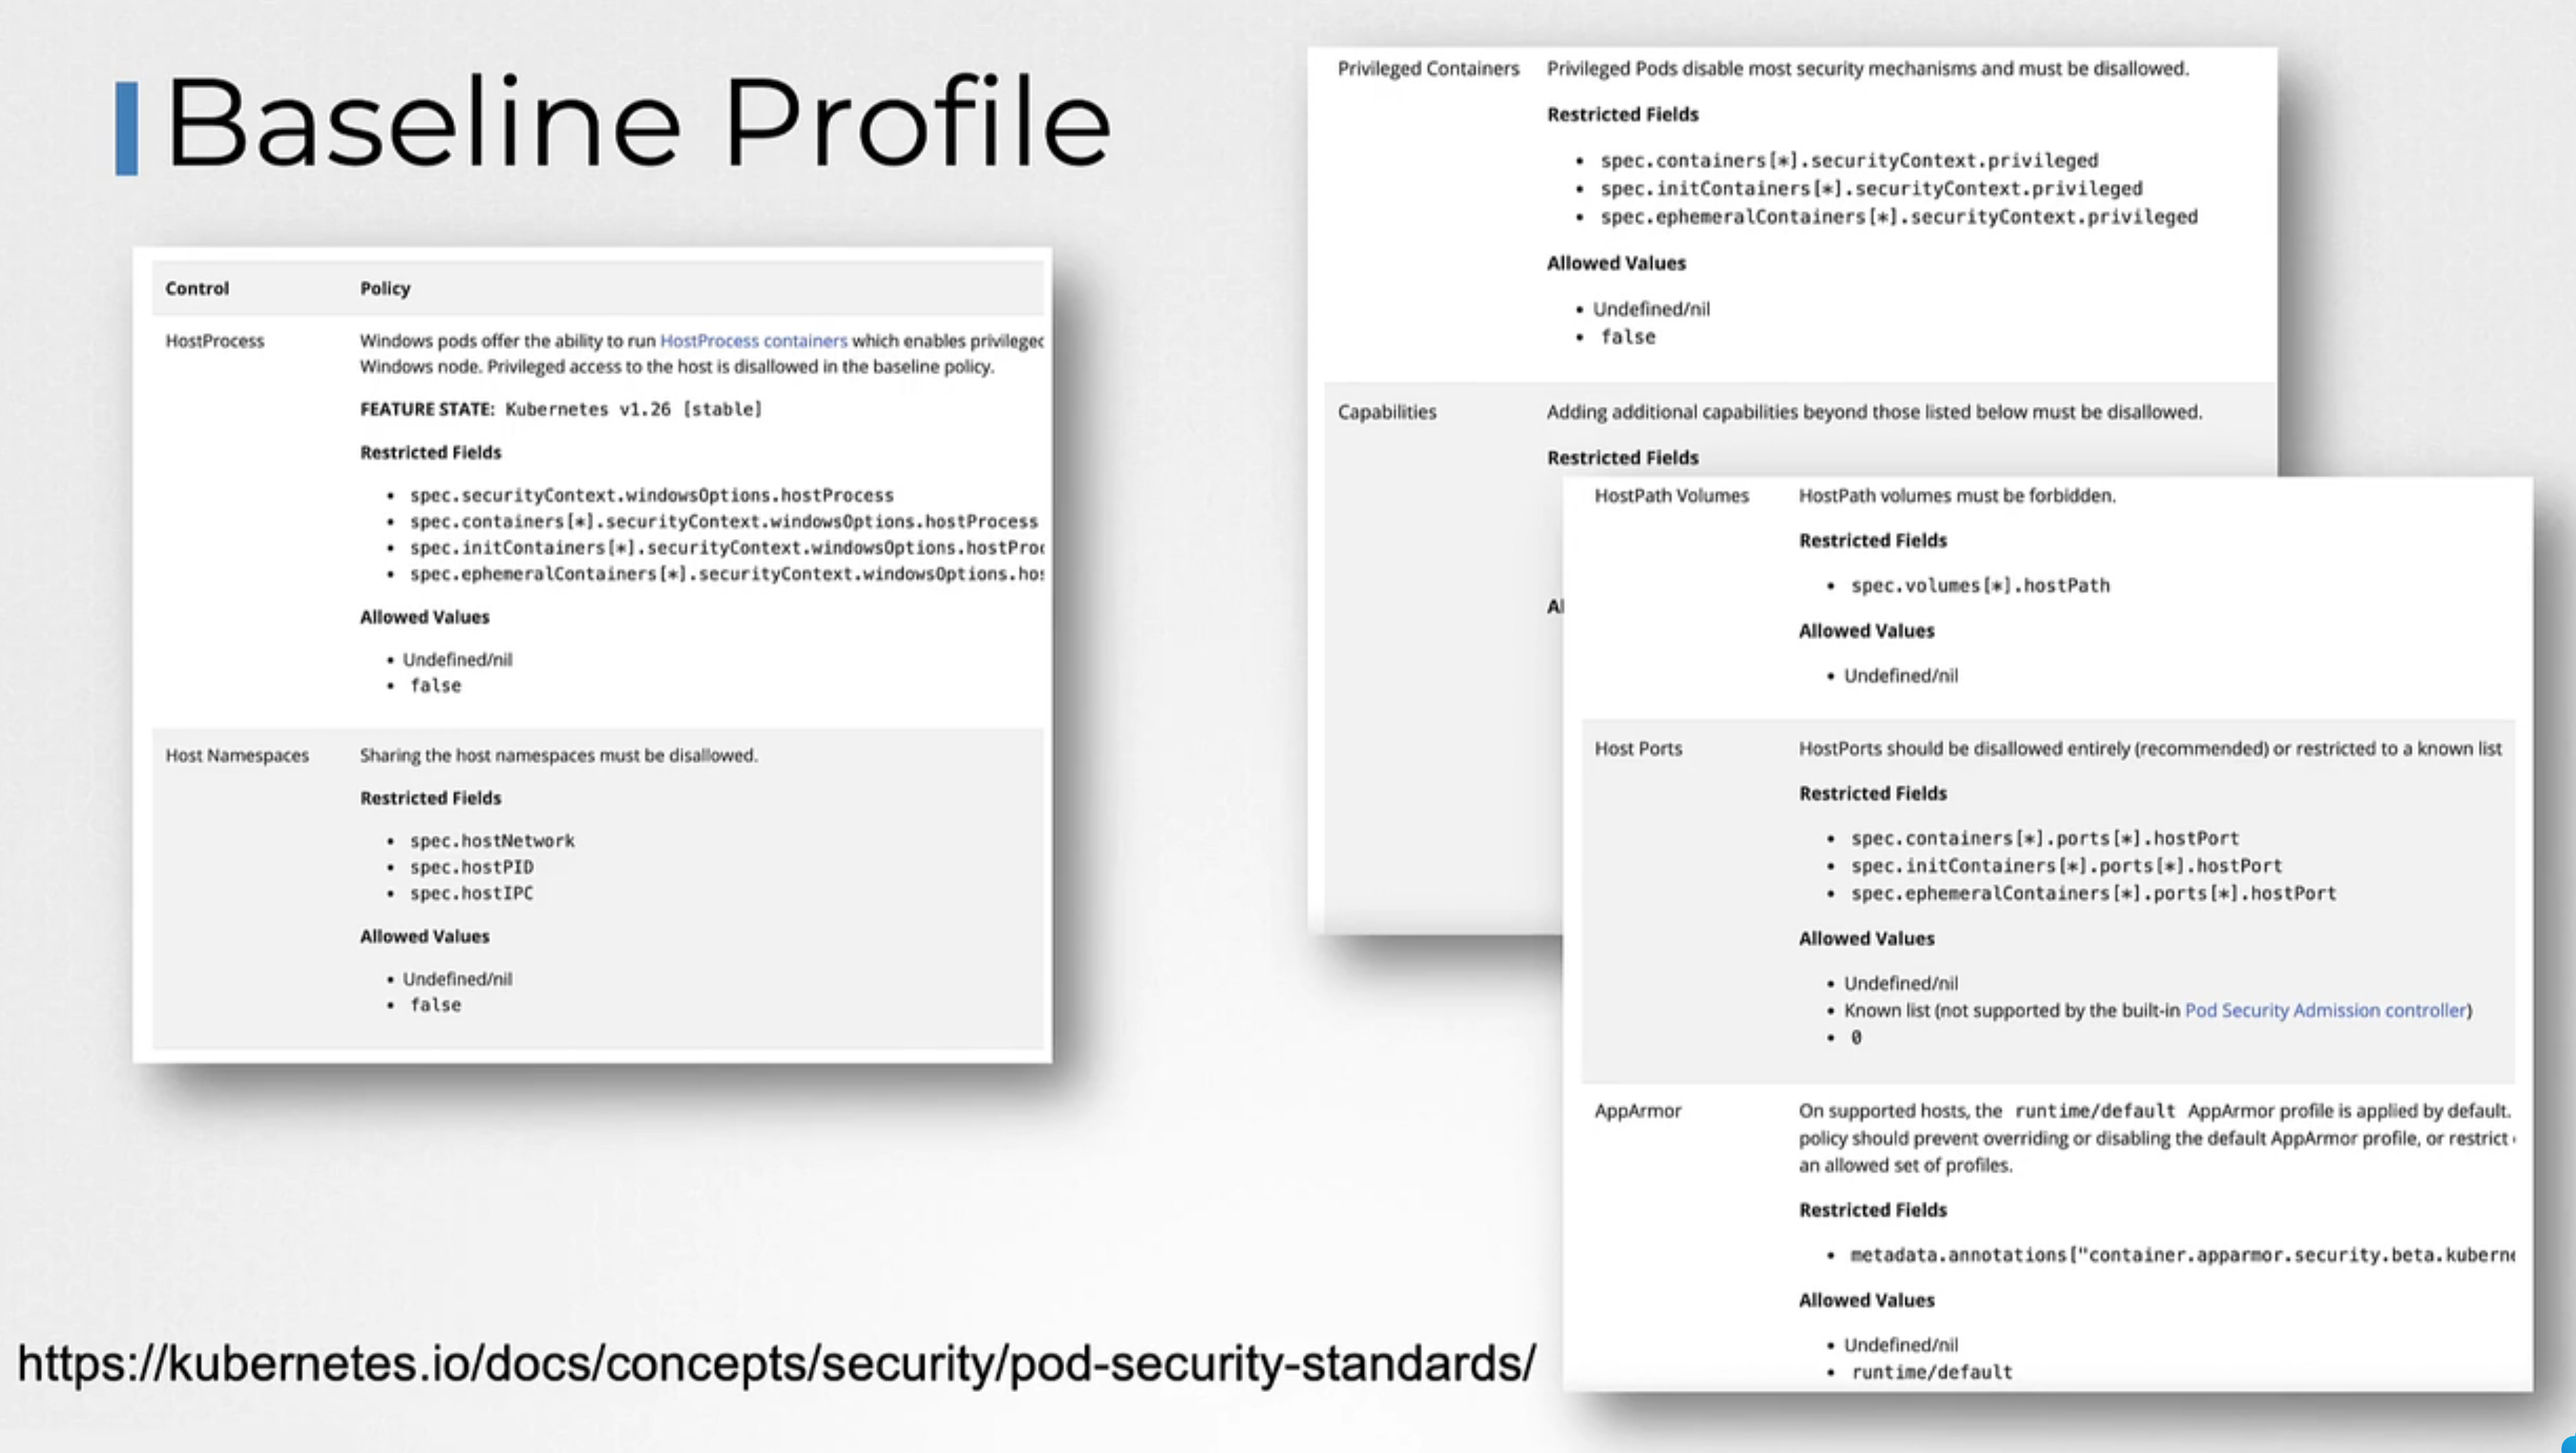 Baseline Profile
Control Policy
HostProcess Windows pods offer the ability to run HostProcess containers which enables privileged
Windows node. Privileged access to the host is disallowed in the baseline policy.
FEATURE STATE: Kubernetes v1.26 [stable]
Restricted Fields
• spec.securityContext.windowsOptions.hostProcess
• spec.containers[*].securityContext.windowsOptions.hostProcess
• spec.initContainers[*].securityContext.windowsOptions.hostProc
• spec.ephemeralContainers[*].securityContext.windowsOptions.hos
Allowed Values
• Undefined/nil
• false
Host Namespaces Sharing the host namespaces must be disallowed.
Restricted Fields
• spec.hostNetwork
• spec.hostPID
• spec.hostIPC
Allowed Values
• Undefined/nil
• false
Privileged Containers Privileged Pods disable most security mechanisms and must be disallowed.
Restricted Fields
• spec.containers[*].securityContext.privileged
• spec.initContainers[*].securityContext.privileged
• spec.ephemeralContainers[*].securityContext.privileged
Allowed Values
• Undefined/nil
• false
Capabilities Adding additional capabilities beyond those listed below must be disallowed.
Restricted Fields
Al
HostPath Volumes HostPath volumes must be forbidden.
Restricted Fields
• spec.volumes[*].hostPath
Allowed Values
• Undefined/nil
Host Ports HostPorts should be disallowed entirely (recommended) or restricted to a known list
Restricted Fields
• spec.containers[*].ports[*].hostPort
• spec.initContainers[*].ports[*].hostPort
• spec.ephemeralContainers[*].ports[*].hostPort
Allowed Values
• Undefined/nil
• Known list (not supported by the built-in Pod Security Admission controller)
• 0
AppArmor On supported hosts, the runtime/default AppArmor profile is applied by default.
policy should prevent overriding or disabling the default AppArmor profile, or restrict
an allowed set of profiles.
Restricted Fields
• metadata.annotations["container.apparmor.security.beta.kuberne
Allowed Values
• Undefined/nil
• runtime/default
https://kubernetes.io/docs/concepts/security/pod-security-standards/